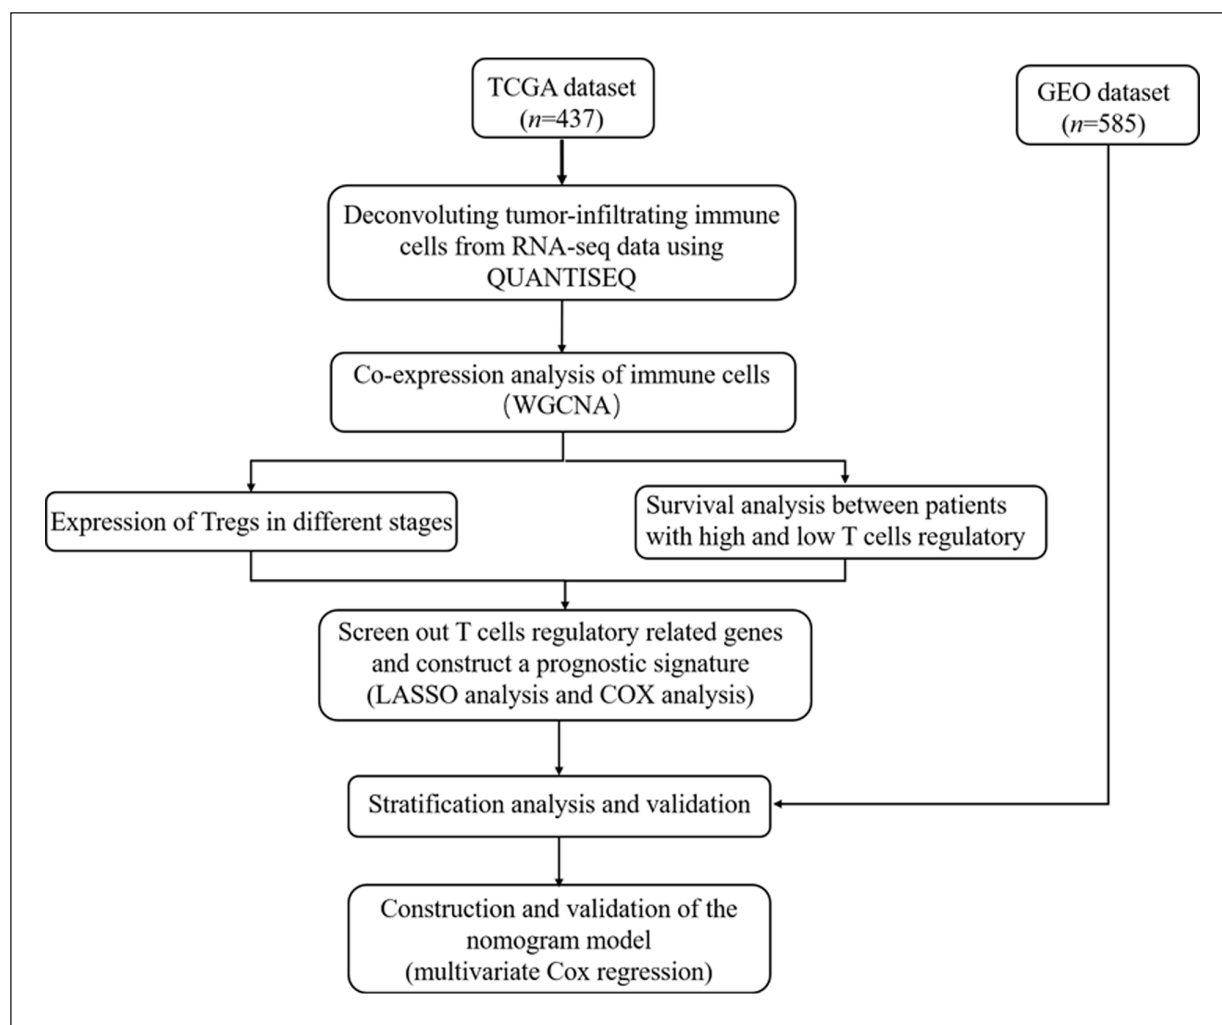 TCGA dataset
(n=437)
GEO dataset
(n=585)
Deconvoluting tumor-infiltrating immune
cells from RNA-seq data using
QUANTISEQ
Co-expression analysis of immune cells
(WGCNA)
Expression of Tregs in different stages
Survival analysis between patients
with high and low T cells regulatory
Screen out T cells regulatory related genes
and construct a prognostic signature
(LASSO analysis and COX analysis)
Stratification analysis and validation
Construction and validation of the
nomogram model
(multivariate Cox regression)